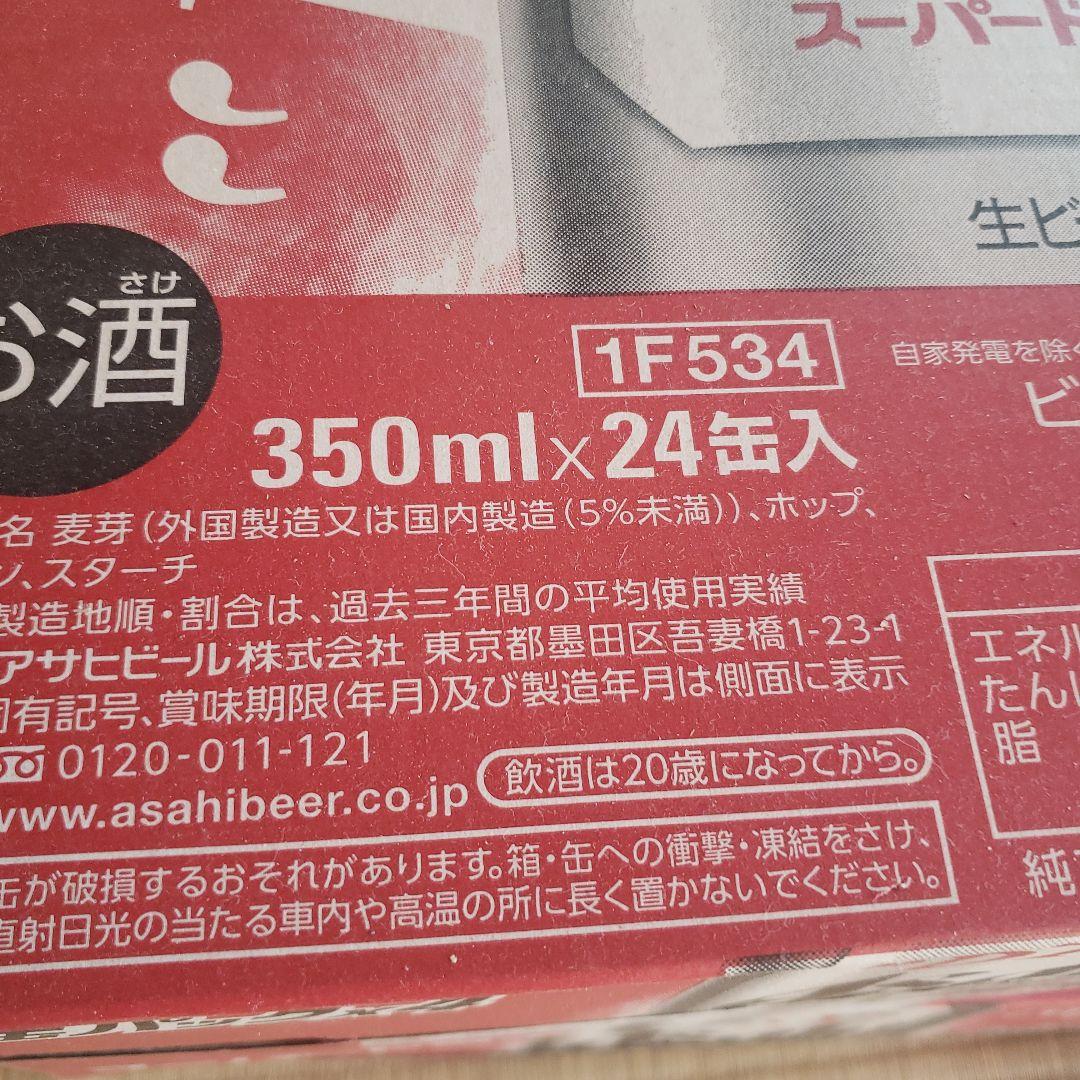 スーパード
生ビ
さけ
お酒
1F534
自家発電を除く
ビ
350ml×24缶入
名 麦芽(外国製造又は国内製造(5%未満))、ホップ、
ン、スターチ
製造地順・割合は、過去三年間の平均使用実績
アサヒビール株式会社 東京都墨田区吾妻橋1-23-1
有記号、賞味期限(年月)及び製造年月は側面に表示
0120-011-121
www.asahibeer.co.jp
飲酒は20歳になってから。
缶が破損するおそれがあります。箱・缶への衝撃・凍結をさけ、
直射日光の当たる車内や高温の所に長く置かないでください。
エネル
たんぱ
脂
純